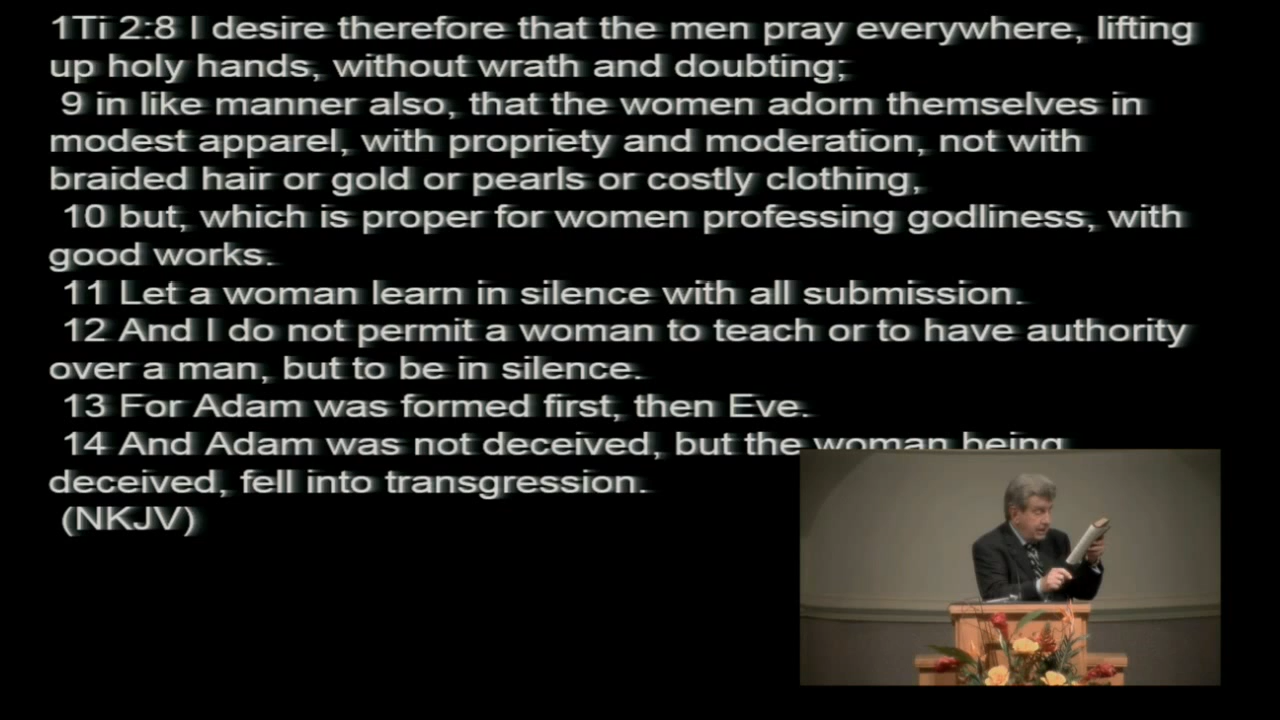 1Ti 2:8 I desire therefore that the men pray everywhere, lifting
up holy hands, without wrath and doubting;
9 in like manner also, that the women adorn themselves in
modest apparel, with propriety and moderation, not with
braided hair or gold or pearls or costly clothing,
10 but, which is proper for women professing godliness, with
good works.
11 Let a woman learn in silence with all submission.
12 And I do not permit a woman to teach or to have authority
over a man, but to be in silence.
13 For Adam was formed first, then Eve.
14 And Adam was not deceived, but the woman being
deceived, fell into transgression.
(NKJV)